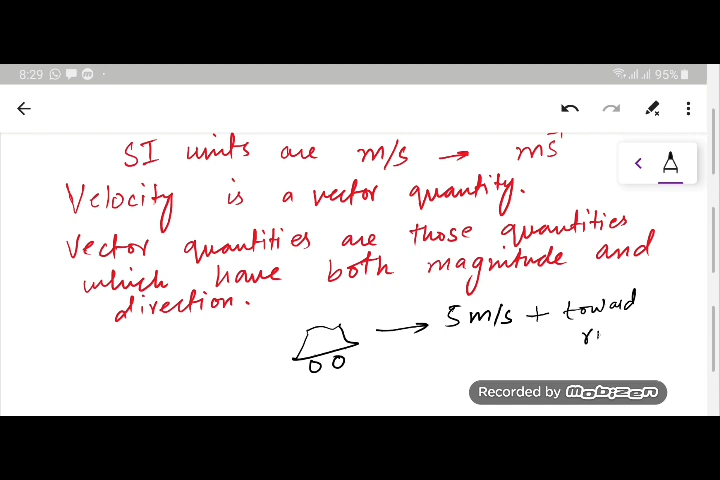 8:29
95%
SI units are m/s → ms⁻¹
Velocity is a vector quantity.
Vector quantities are those quantities
which have both magnitude and
direction.
→ 5 m/s + toward
ri
Recorded by mobizen